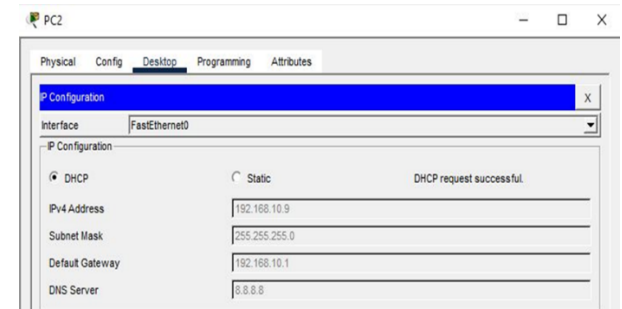 PC2
Physical Config Desktop Programming Attributes
IP Configuration X
Interface FastEthernet0
IP Configuration
DHCP Static DHCP request successful.
IPv4 Address 192.168.10.9
Subnet Mask 255.255.255.0
Default Gateway 192.168.10.1
DNS Server 8.8.8.8